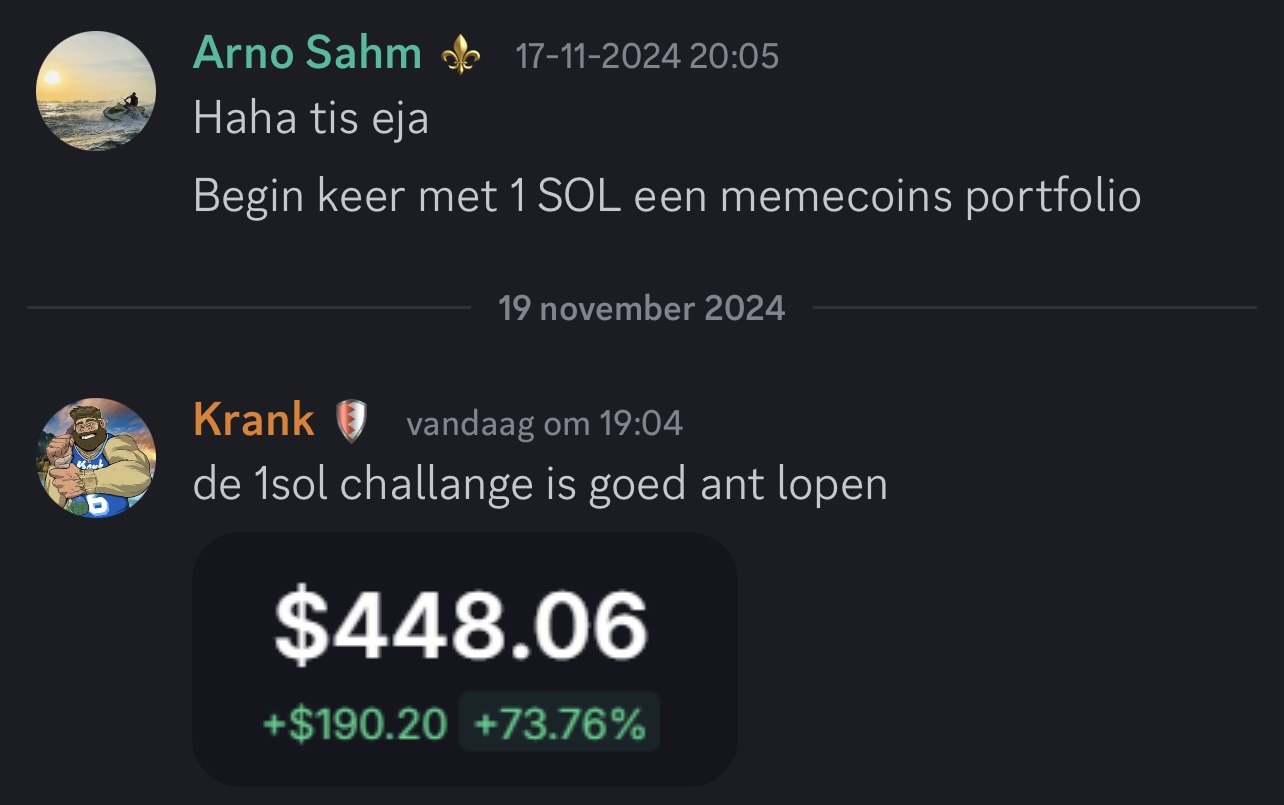 Arno Sahm 17-11-2024 20:05
Haha tis eja
Begin keer met 1 SOL een memecoins portfolio
19 november 2024
Krank vandaag om 19:04
de 1sol challange is goed ant lopen
$448.06
+$190.20 +73.76%